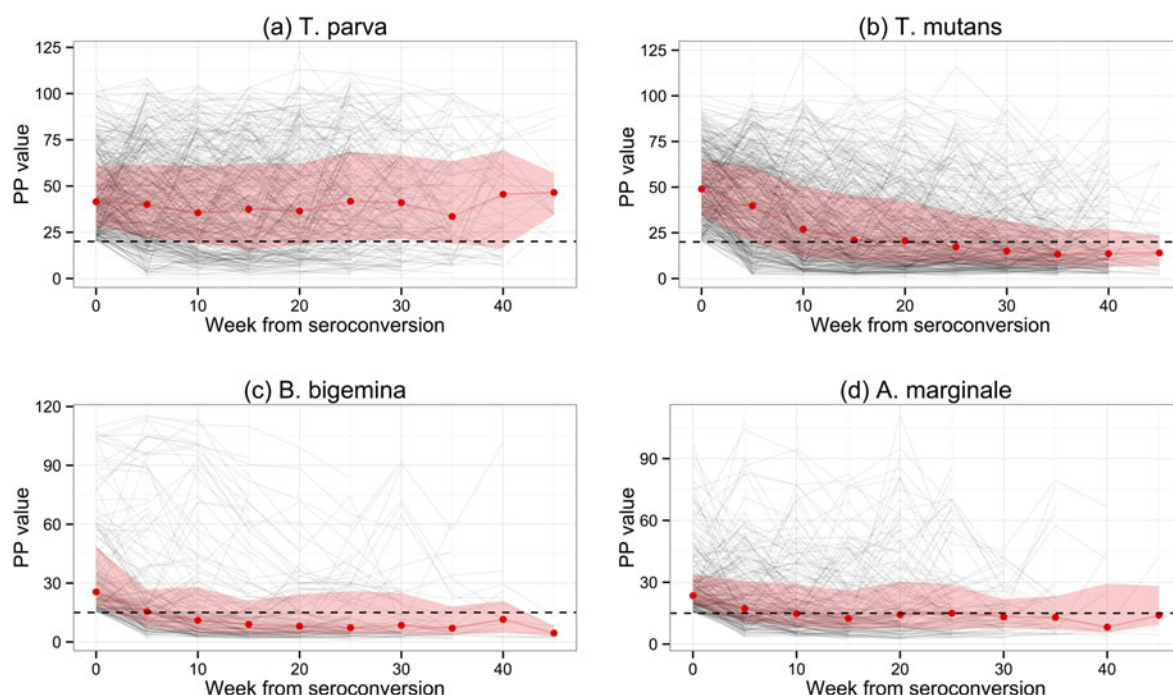 (a) T. parva
125
100
75
50
25
0
PP value
0 10 20 30 40
Week from seroconversion
(b) T. mutans
125
100
75
50
25
0
PP value
0 10 20 30 40
Week from seroconversion
(c) B. bigemina
120
90
60
30
0
PP value
0 10 20 30 40
Week from seroconversion
(d) A. marginale
90
60
30
0
PP value
0 10 20 30 40
Week from seroconversion